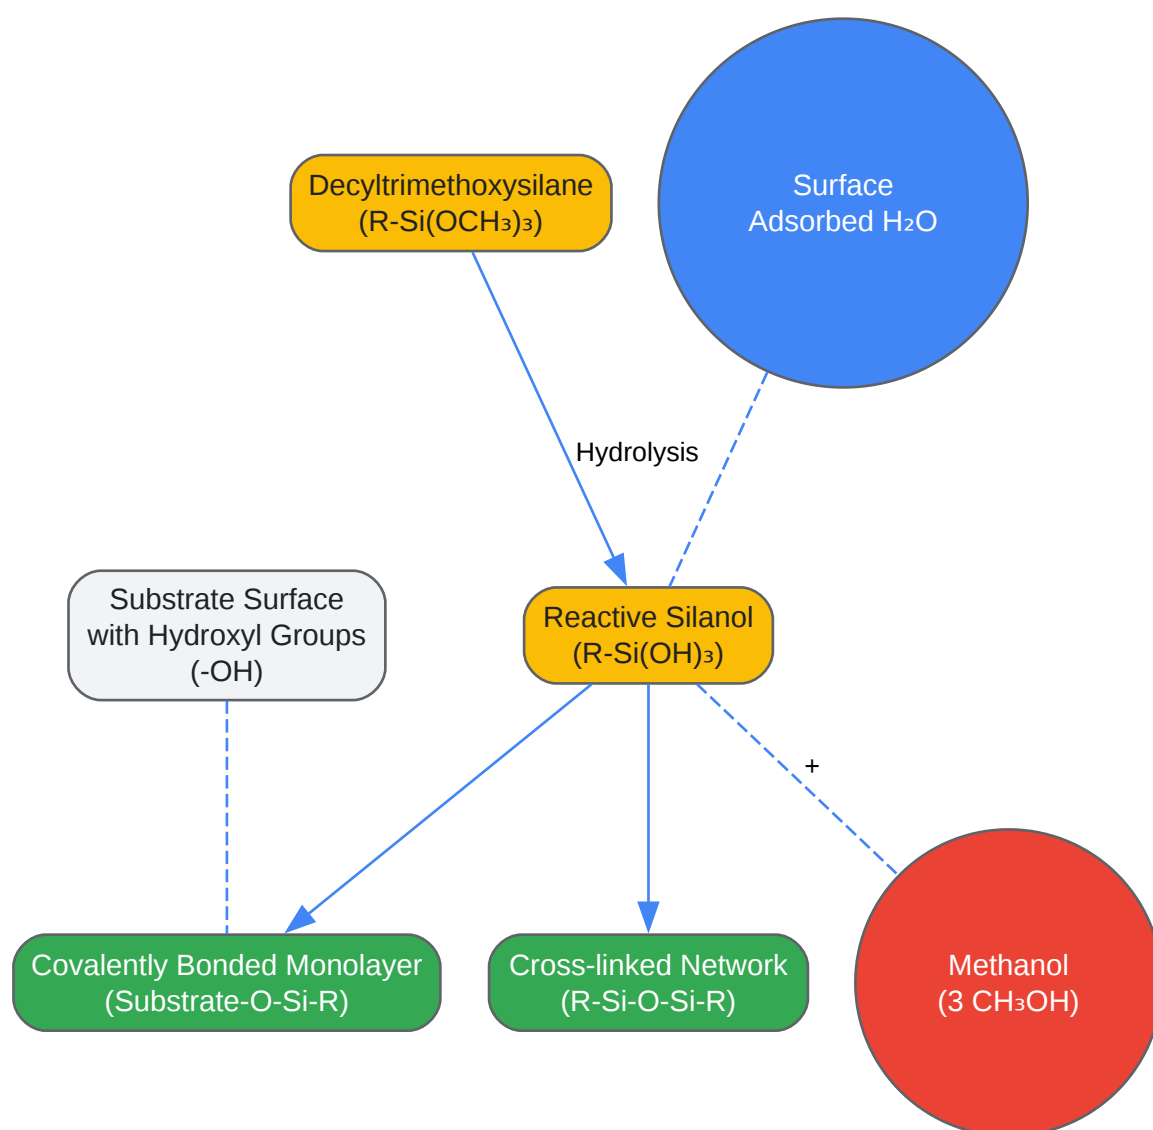 Decyltrimethoxysilane
(R-Si(OCH₃)₃)
Surface
Adsorbed H₂O
Hydrolysis
Substrate Surface
with Hydroxyl Groups
(-OH)
Reactive Silanol
(R-Si(OH)₃)
+
Covalently Bonded Monolayer
(Substrate-O-Si-R)
Cross-linked Network
(R-Si-O-Si-R)
Methanol
(3 CH₃OH)